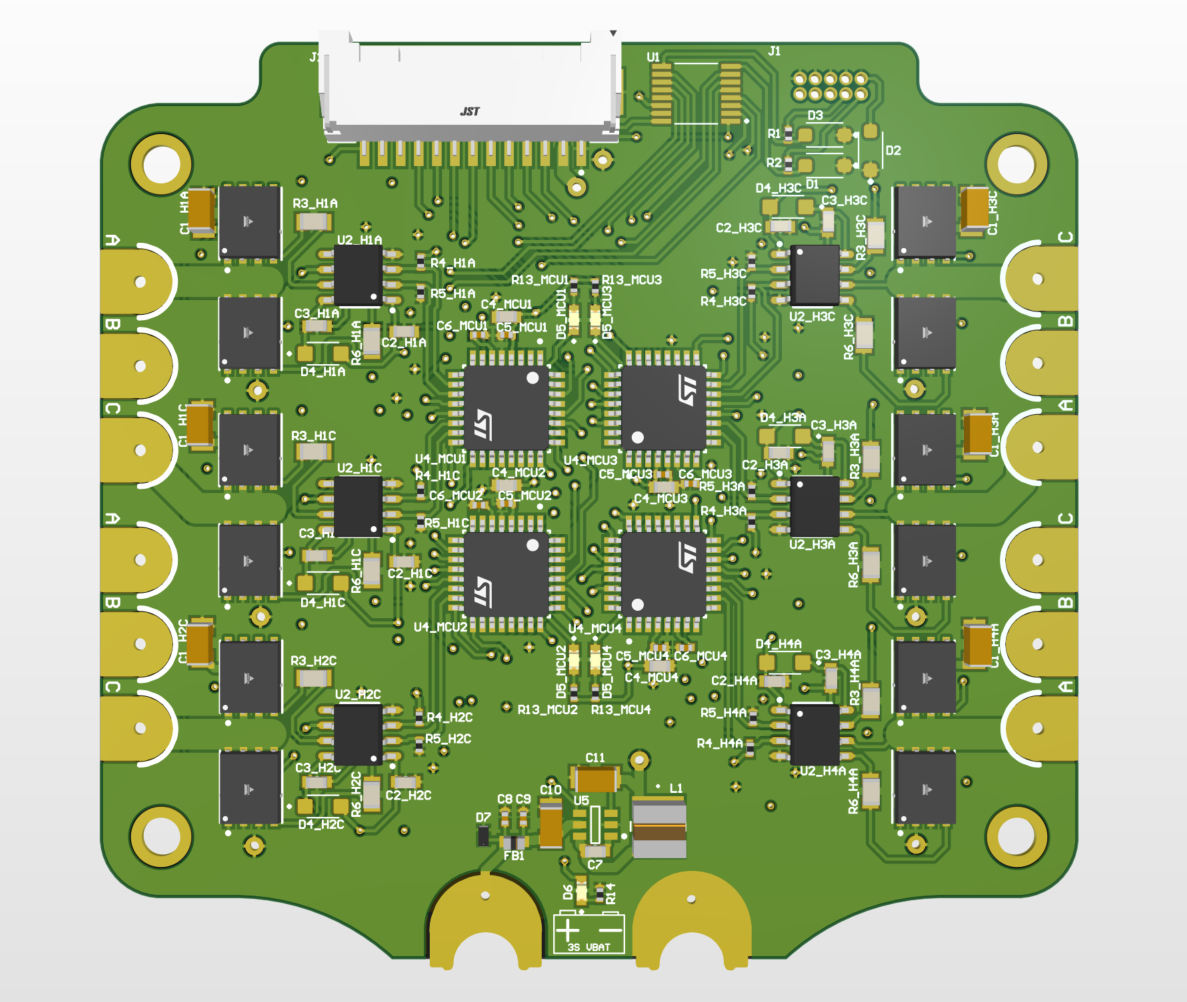 J1
JST
U1
J1
D3
R1
D2
R2
D1
D4_H3C
C3_H3C
C1_H1A
R3_H1A
C2_H3C
R3_H3C
C1_H3C
A
U2_H1A
C
R4_H1A
R5_H3C
R5_H1A
R13_MCU1
R13_MCU3
R4_H3C
C4_MCU1
D5_MCU1
D5_MCU3
B
C3_H1A
C6_MCU1
C5_MCU1
U2_H3C
B
R6_H1A
C2_H1A
R6_H3C
D4_H1A
ST
ST
C
C1_H1C
A
D4_H3A
C3_H3A
R3_H1C
C2_H3A
R3_H3A
U4_MCU1
U4_MCU3
U2_H1C
R4_H1C
C4_MCU2
C5_MCU3
C6_MCU3
C6_MCU2
C5_MCU2
C4_MCU3
R5_H3A
R4_H3A
A
R5_H1C
C
U2_H3A
R6_H1C
C2_H1C
R6_H3A
D4_H1C
ST
ST
B
B
C1_H2C
U4_MCU2
U4_MCU4
C1_H4A
D5_MCU2
D5_MCU4
C5_MCU4
C6_MCU4
D4_H4A
C3_H4A
R3_H2C
C4_MCU4
C2_H4A
R3_H4A
C
A
U2_H2C
R13_MCU2
R13_MCU4
R4_H2C
R5_H4A
R5_H2C
R4_H4A
C11
C3_H2C
U2_H4A
R6_H2C
C2_H2C
C10
L1
R6_H4A
D4_H2C
C8
C9
U5
D7
FB1
C7
D6
R14
+ −
3S VBAT